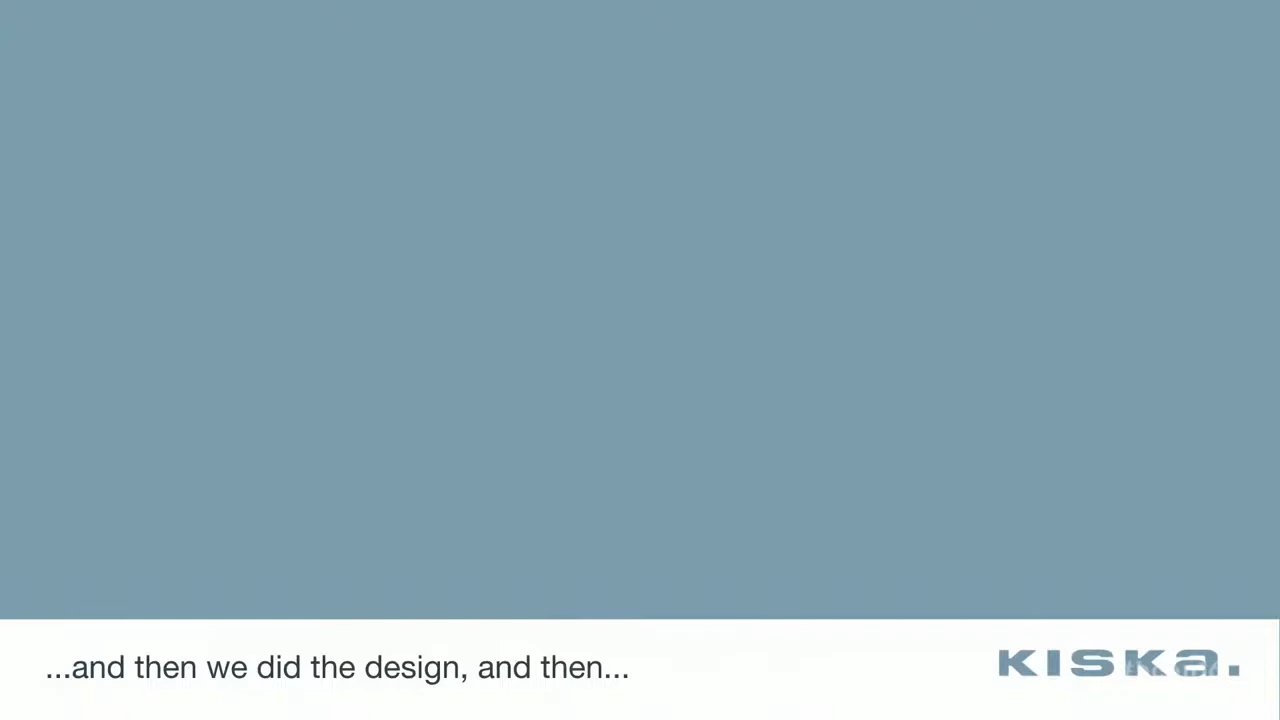 ...and then we did the design, and then...
KISKa.